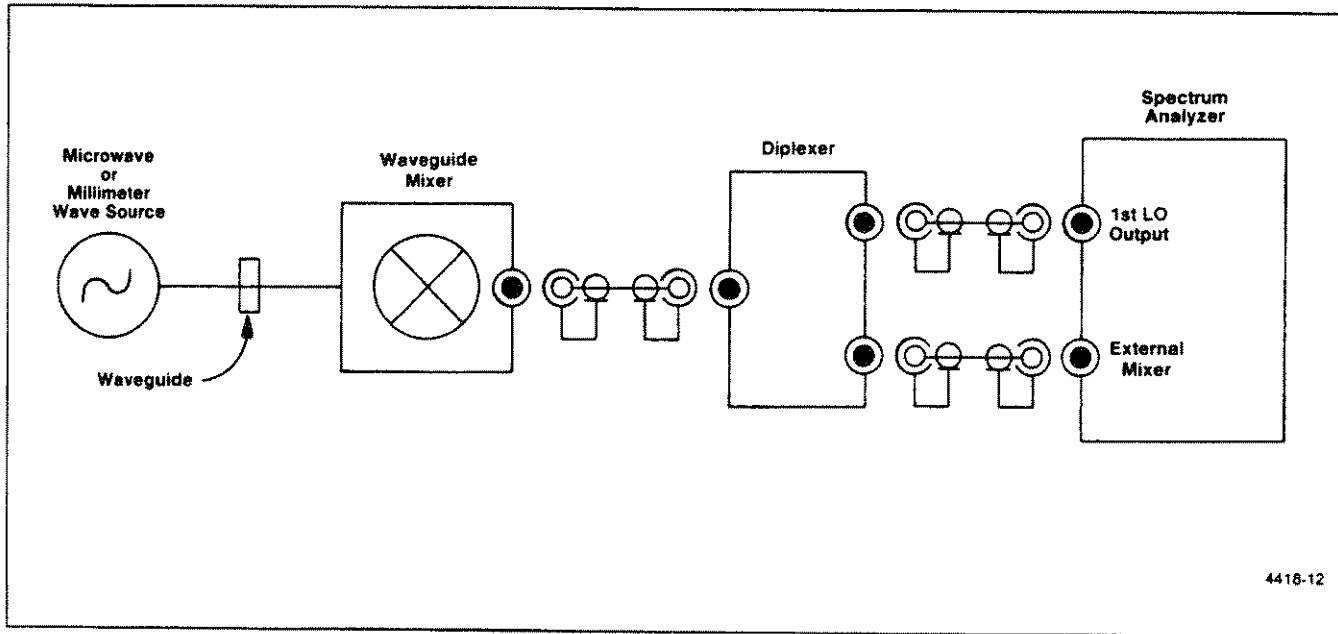 Microwave
or
Millimeter
Wave Source
Waveguide
Waveguide
Mixer
Diplexer
Spectrum
Analyzer
1st LO
Output
External
Mixer
4418-12